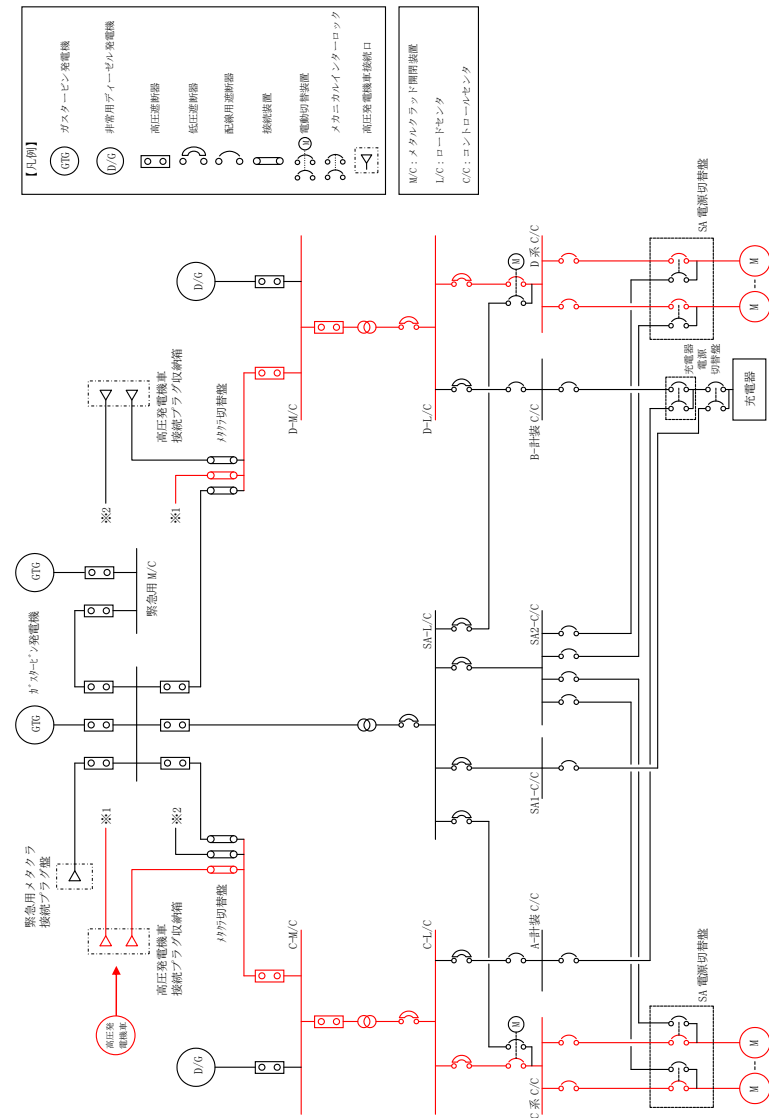 【凡例】
GTG
ガスタービン発電機
D/G
非常用ディーゼル発電機
高圧遮断器
低圧遮断器
配線用遮断器
接続装置
M
電動切替装置
メカニカルインターロック
高圧発電機車接続口
M/C：メタルクラッド開閉装置
L/C：ロードセンタ
C/C：コントロールセンタ
緊急用メタクラ
接続プラグ盤
GTG
ガスタービン発電機
GTG
緊急用 M/C
高圧発
電機車
高圧発電機車
接続プラグ収納箱
※1
※2
ﾒﾀｸﾗ切替盤
高圧発電機車
接続プラグ収納箱
※2
※1
ﾒﾀｸﾗ切替盤
D/G
D/G
C-M/C
D-M/C
C-L/C
SA-L/C
D-L/C
M
M
C 系 C/C
A-計装 C/C
SA1-C/C
SA2-C/C
B-計装 C/C
D 系 C/C
SA 電源切替盤
充電器
電源
切替盤
SA 電源切替盤
M
M
充電器
M
M